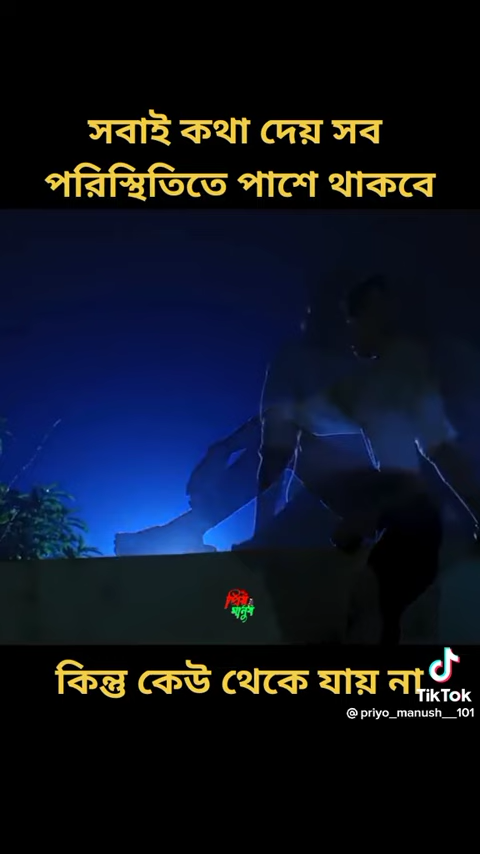 সবাই কথা দেয় সব
পরিস্থিতিতে পাশে থাকবে
প্রিয়
মানুষ
কিন্তু কেউ থেকে যায় না
TikTok
@priyo_manush__101